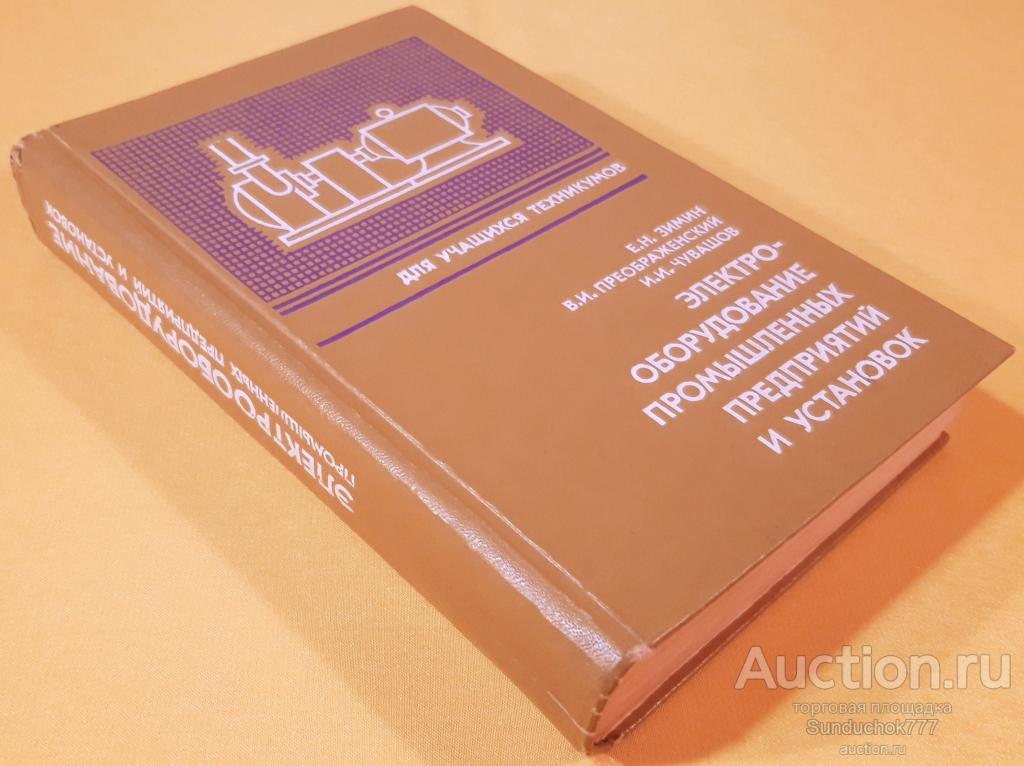 ДЛЯ УЧАЩИХСЯ ТЕХНИКУМОВ
Е.Н. ЗИМИН
В.И. ПРЕОБРАЖЕНСКИЙ
И.И. ЧУВАШОВ
ЭЛЕКТРО-
ОБОРУДОВАНИЕ
ПРОМЫШЛЕННЫХ
ПРЕДПРИЯТИЙ
И УСТАНОВОК
ЭЛЕКТРООБОРУДОВАНИЕ
ПРОМЫШЛЕННЫХ ПРЕДПРИЯТИЙ И УСТАНОВОК
Auction.ru
торговая площадка
Sunduchok777
auction.ru